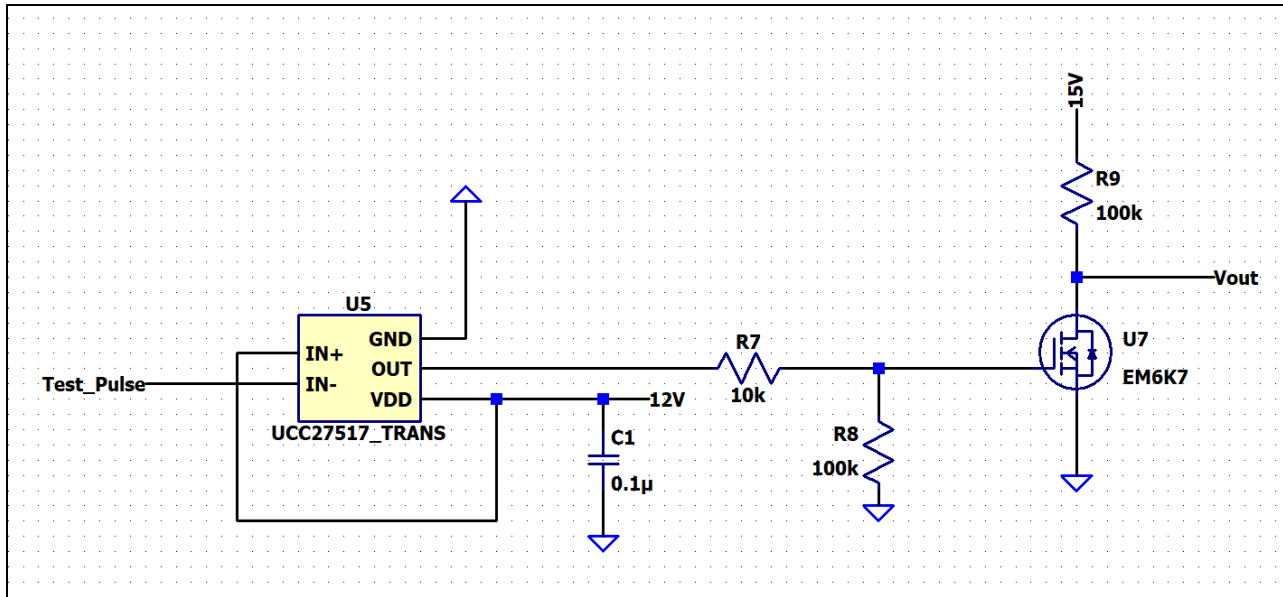 15V
R9
100k
Vout
U5
GND
IN+
OUT
IN-
VDD
Test_Pulse
UCC27517_TRANS
12V
C1
0.1µ
R7
10k
R8
100k
U7
EM6K7